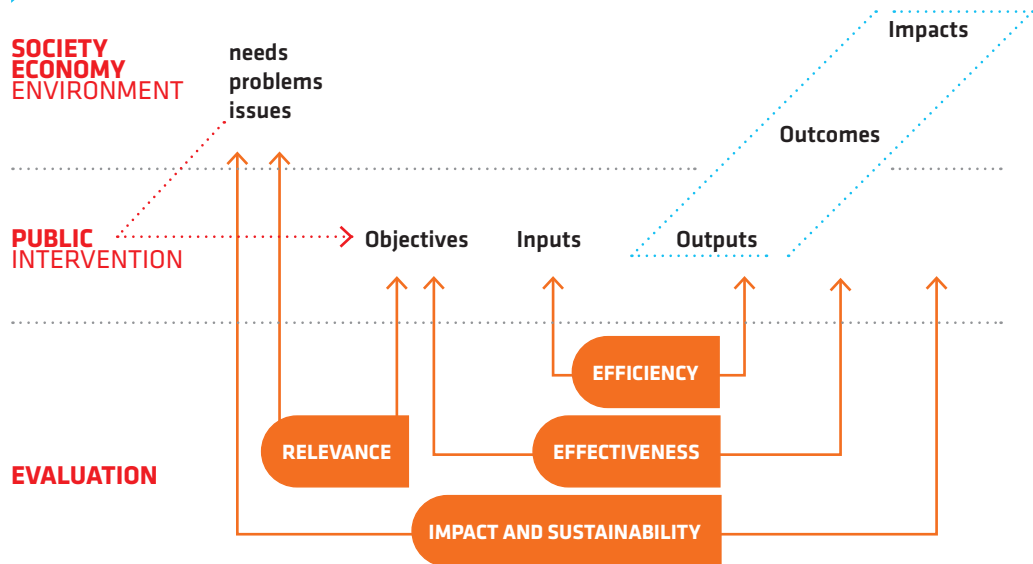 Impacts
SOCIETY
ECONOMY
ENVIRONMENT
needs
problems
issues
Outcomes
PUBLIC
INTERVENTION
Objectives
Inputs
Outputs
EFFICIENCY
RELEVANCE
EFFECTIVENESS
EVALUATION
IMPACT AND SUSTAINABILITY